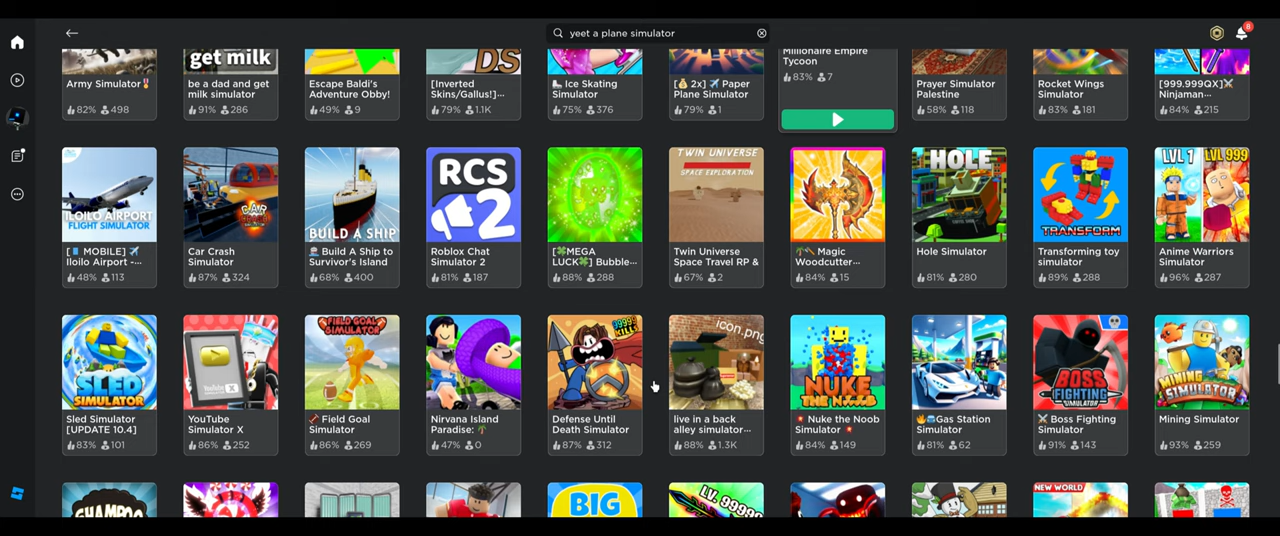 yeet a plane simulator
8
get milk
DS
Army Simulator🎖️
82% 498
be a dad and get
milk simulator
91% 286
Escape Baldi's
Adventure Obby!
49% 9
[Inverted
Skins/Gallus!]...
79% 1.1K
⛸️ Ice Skating
Simulator
75% 376
[💰 2x] ✈️ Paper
Plane Simulator
79% 1
Millionaire Empire
Tycoon
83% 7
Prayer Simulator
Palestine
58% 118
Rocket Wings
Simulator
83% 181
[999.999QX]⚔️
Ninjaman...
84% 215
ILOILO AIRPORT
FLIGHT SIMULATOR
[📱 MOBILE] ✈️
Iloilo Airport -...
48% 113
CAR
CRASH
Car Crash
Simulator
87% 324
BUILD A SHIP
🚢 Build A Ship to
Survivor's Island
68% 400
RCS
2
Roblox Chat
Simulator 2
81% 187
[🍀MEGA
LUCK🍀] Bubble...
88% 288
TWIN UNIVERSE
SPACE EXPLORATION
Twin Universe
Space Travel RP &
67% 2
🌴🪓 Magic
Woodcutter...
84% 15
HOLE
Hole Simulator
81% 280
TRANSFORM
Transforming toy
simulator
89% 288
LVL 1 LVL 999
Anime Warriors
Simulator
96% 287
SLED
SIMULATOR
Sled Simulator
[UPDATE 10.4]
83% 101
YouTube X
YouTube
Simulator X
86% 252
FIELD GOAL
SIMULATOR
🏈 Field Goal
Simulator
86% 269
Nirvana Island
Paradise: 🌴
47% 0
9999
KILLS
Defense Until
Death Simulator
87% 312
icon.png
live in a back
alley simulator...
88% 1.3K
NUKE
THE NOOB
💥 Nuke the Noob
Simulator 💥
84% 149
🔥⛽Gas Station
Simulator
81% 62
BOSS
FIGHTING
SIMULATOR
⚔️ Boss Fighting
Simulator
91% 143
MINING
SIMULATOR
Mining Simulator
93% 259
SHAMPOO
BIG
LVL. 99999
NEW WORLD